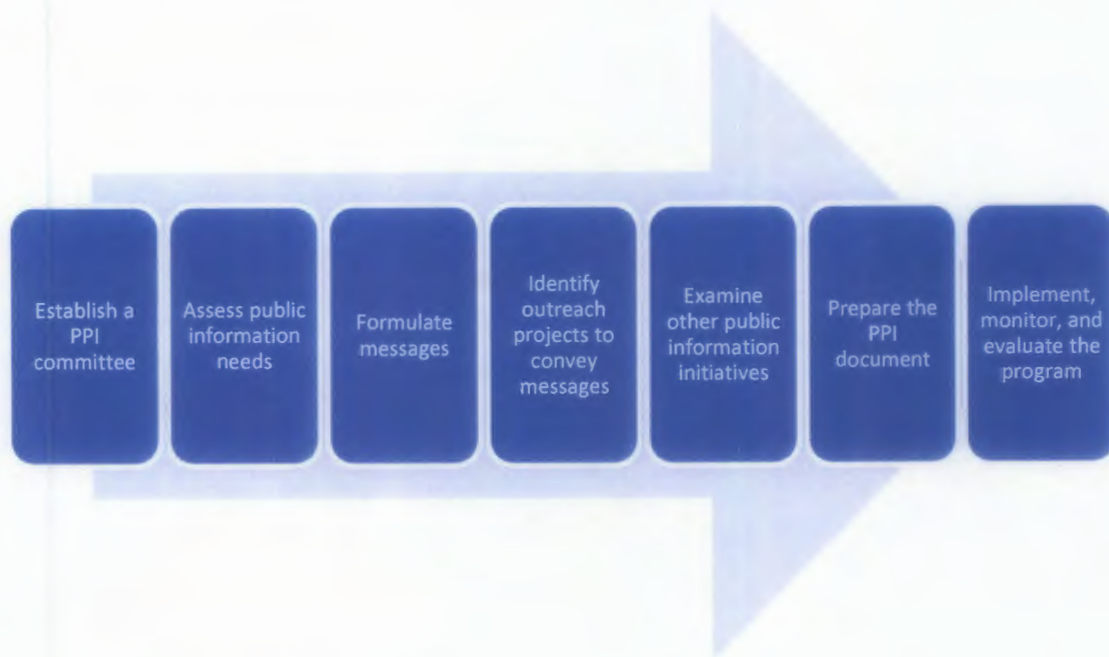 Establish a
PPI
committee
Assess public
information
needs
Formulate
messages
Identify
outreach
projects to
convey
messages
Examine
other public
information
initiatives
Prepare the
PPI
document
Implement,
monitor, and
evaluate the
program